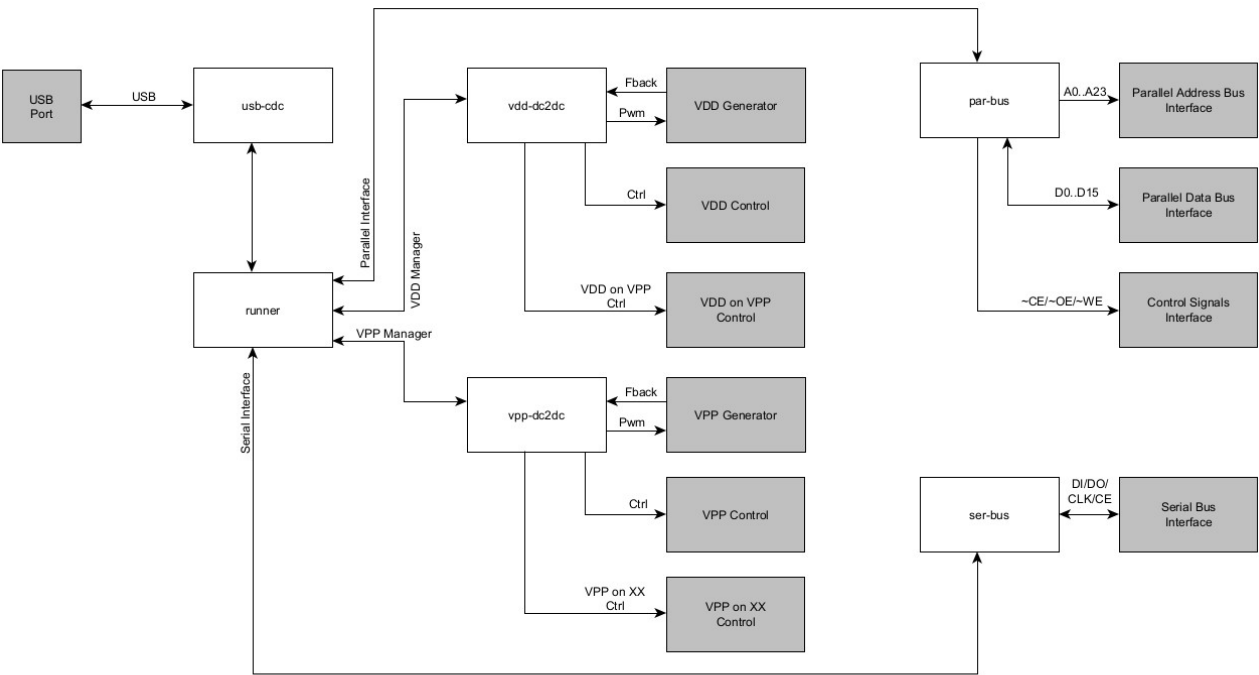 USB
Port
USB
usb-cdc
runner
Parallel Interface
VDD Manager
VPP Manager
Serial Interface
vdd-dc2dc
Fback
Pwm
VDD Generator
Ctrl
VDD Control
VDD on VPP
Ctrl
VDD on VPP
Control
vpp-dc2dc
Fback
Pwm
VPP Generator
Ctrl
VPP Control
VPP on XX
Ctrl
VPP on XX
Control
par-bus
A0..A23
Parallel Address Bus
Interface
D0..D15
Parallel Data Bus
Interface
~CE/~OE/~WE
Control Signals
Interface
ser-bus
DI/DO/
CLK/CE
Serial Bus
Interface